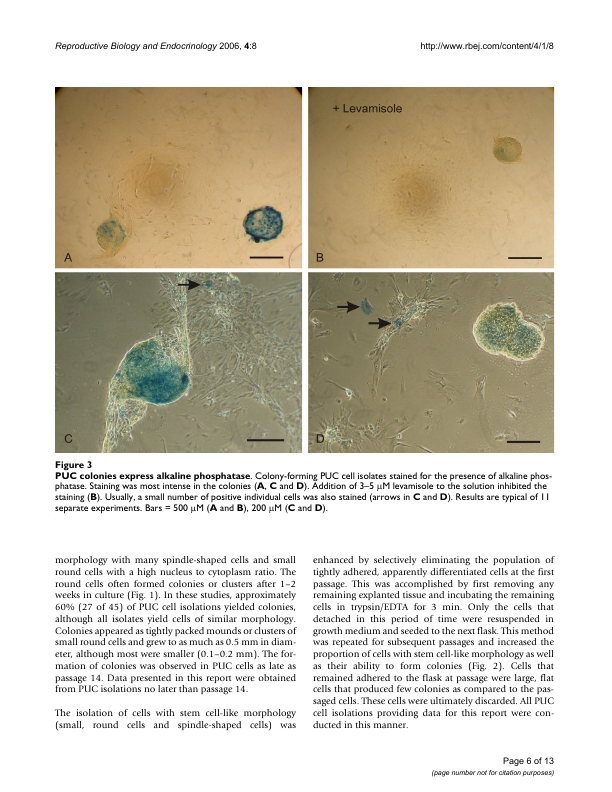 Reproductive Biology and Endocrinology 2006, 4:8
http://www.rbej.com/content/4/1/8
+ Levamisole
A
B
C
D
Figure 3
PUC colonies express alkaline phosphatase. Colony-forming PUC cell isolates stained for the presence of alkaline phos-
phatase. Staining was most intense in the colonies (A, C and D). Addition of 3–5 μM levamisole to the solution inhibited the
staining (B). Usually, a small number of positive individual cells was also stained (arrows in C and D). Results are typical of 11
separate experiments. Bars = 500 μM (A and B), 200 μM (C and D).
morphology with many spindle-shaped cells and small
round cells with a high nucleus to cytoplasm ratio. The
round cells often formed colonies or clusters after 1–2
weeks in culture (Fig. 1). In these studies, approximately
60% (27 of 45) of PUC cell isolations yielded colonies,
although all isolates yield cells of similar morphology.
Colonies appeared as tightly packed mounds or clusters of
small round cells and grew to as much as 0.5 mm in diam-
eter, although most were smaller (0.1–0.2 mm). The for-
mation of colonies was observed in PUC cells as late as
passage 14. Data presented in this report were obtained
from PUC isolations no later than passage 14.
The isolation of cells with stem cell-like morphology
(small, round cells and spindle-shaped cells) was
enhanced by selectively eliminating the population of
tightly adhered, apparently differentiated cells at the first
passage. This was accomplished by first removing any
remaining explanted tissue and incubating the remaining
cells in trypsin/EDTA for 3 min. Only the cells that
detached in this period of time were resuspended in
growth medium and seeded to the next flask. This method
was repeated for subsequent passages and increased the
proportion of cells with stem cell-like morphology as well
as their ability to form colonies (Fig. 2). Cells that
remained adhered to the flask at passage were large, flat
cells that produced few colonies as compared to the pas-
saged cells. These cells were ultimately discarded. All PUC
cell isolations providing data for this report were con-
ducted in this manner.
Page 6 of 13
(page number not for citation purposes)